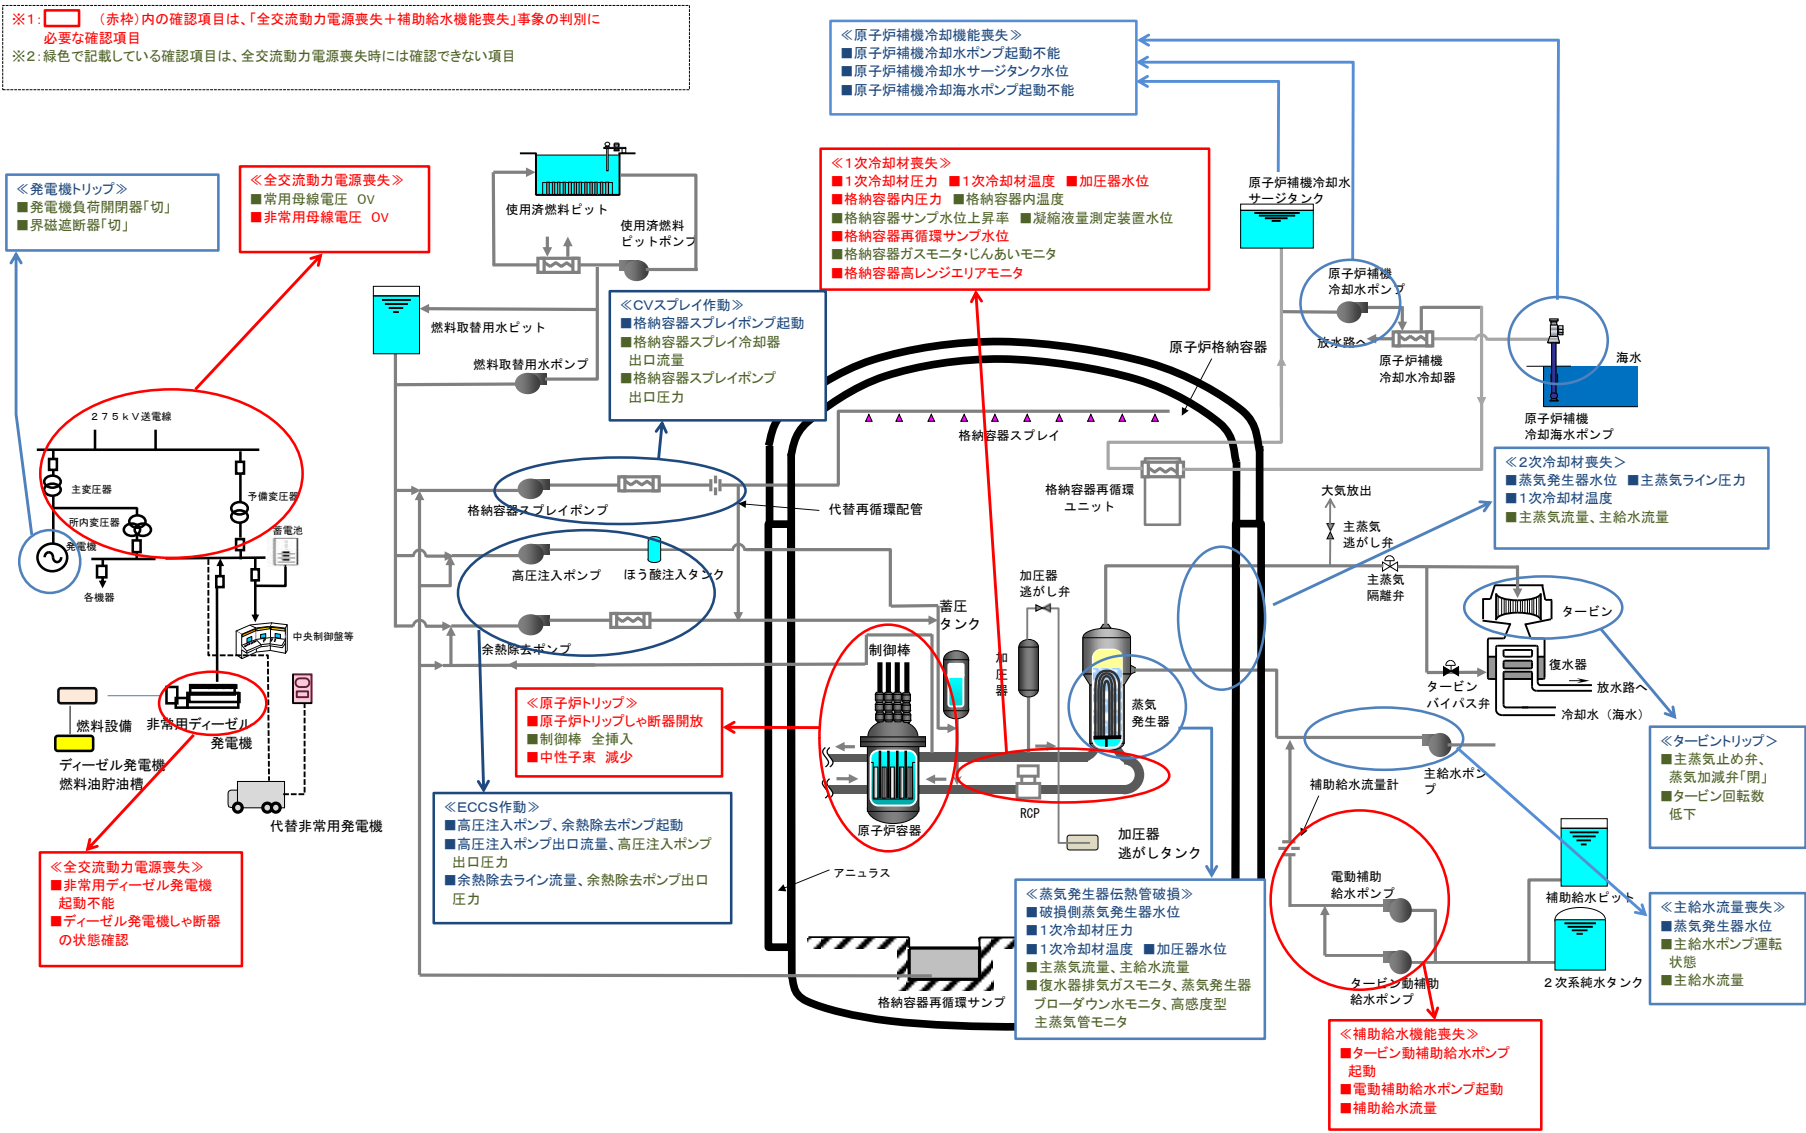 ※1: (赤枠)内の確認項目は、「全交流動力電源喪失+補助給水機能喪失」事象の判別に
必要な確認項目
※2:緑色で記載している確認項目は、全交流動力電源喪失時には確認できない項目
≪原子炉補機冷却機能喪失≫
■原子炉補機冷却水ポンプ起動不能
■原子炉補機冷却水サージタンク水位
■原子炉補機冷却海水ポンプ起動不能
≪発電機トリップ≫
■発電機負荷開閉器「切」
■界磁遮断器「切」
≪全交流動力電源喪失≫
■常用母線電圧 0V
■非常用母線電圧 0V
使用済燃料ピット
使用済燃料
ピットポンプ
≪1次冷却材喪失≫
■1次冷却材圧力 ■1次冷却材温度 ■加圧器水位
■格納容器内圧力 ■格納容器内温度
■格納容器サンプ水位上昇率 ■凝縮液量測定装置水位
■格納容器再循環サンプ水位
■格納容器ガスモニタ・じんあいモニタ
■格納容器高レンジエリアモニタ
原子炉補機冷却水
サージタンク
原子炉補機
冷却水ポンプ
放水路へ
原子炉補機
冷却水冷却器
海水
原子炉補機
冷却海水ポンプ
燃料取替用水ピット
燃料取替用水ポンプ
≪CVスプレイ作動≫
■格納容器スプレイポンプ起動
■格納容器スプレイ冷却器
出口流量
■格納容器スプレイポンプ
出口圧力
原子炉格納容器
格納容器スプレイ
275kV送電線
主変圧器
予備変圧器
所内変圧器
蓄電池
発電機
各機器
中央制御盤等
格納容器スプレイポンプ
代替再循環配管
高圧注入ポンプ
ほう酸注入タンク
余熱除去ポンプ
格納容器再循環
ユニット
≪2次冷却材喪失＞
■蒸気発生器水位 ■主蒸気ライン圧力
■1次冷却材温度
■主蒸気流量、主給水流量
大気放出
主蒸気
逃がし弁
主蒸気
隔離弁
タービン
復水器
放水路へ
冷却水（海水）
タービン
バイパス弁
加圧器
逃がし弁
蓄圧
タンク
制御棒
加
圧
器
蒸気
発生器
燃料設備
非常用ディーゼル
発電機
ディーゼル発電機
燃料油貯油槽
代替非常用発電機
≪原子炉トリップ≫
■原子炉トリップしゃ断器開放
■制御棒 全挿入
■中性子束 減少
≪タービントリップ≫
■主蒸気止め弁、
蒸気加減弁「閉」
■タービン回転数
低下
主給水ポン
プ
補助給水流量計
RCP
原子炉容器
加圧器
逃がしタンク
≪ECCS作動≫
■高圧注入ポンプ、余熱除去ポンプ起動
■高圧注入ポンプ出口流量、高圧注入ポンプ
出口圧力
■余熱除去ライン流量、余熱除去ポンプ出口
圧力
≪全交流動力電源喪失≫
■非常用ディーゼル発電機
起動不能
■ディーゼル発電機しゃ断器
の状態確認
アニュラス
≪蒸気発生器伝熱管破損≫
■破損側蒸気発生器水位
■1次冷却材圧力
■1次冷却材温度 ■加圧器水位
■主蒸気流量、主給水流量
■復水器排気ガスモニタ、蒸気発生器
ブローダウン水モニタ、高感度型
主蒸気管モニタ
電動補助
給水ポンプ
補助給水ピット
タービン動補助
給水ポンプ
2次系純水タンク
≪主給水流量喪失≫
■蒸気発生器水位
■主給水ポンプ運転
状態
■主給水流量
格納容器再循環サンプ
≪補助給水機能喪失≫
■タービン動補助給水ポンプ
起動
■電動補助給水ポンプ起動
■補助給水流量